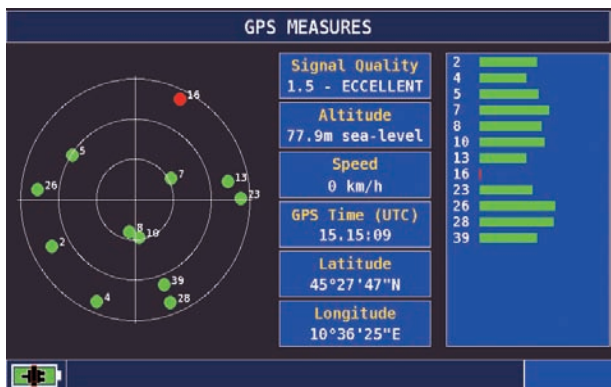 GPS MEASURES
16
5
7
13
26
23
8
10
2
39
4
28
Signal Quality
1.5 - ECCELLENT
Altitude
77.9m sea-level
Speed
0 km/h
GPS Time (UTC)
15.15:09
Latitude
45°27'47"N
Longitude
10°36'25"E
2
4
5
7
8
10
13
16
23
26
28
39